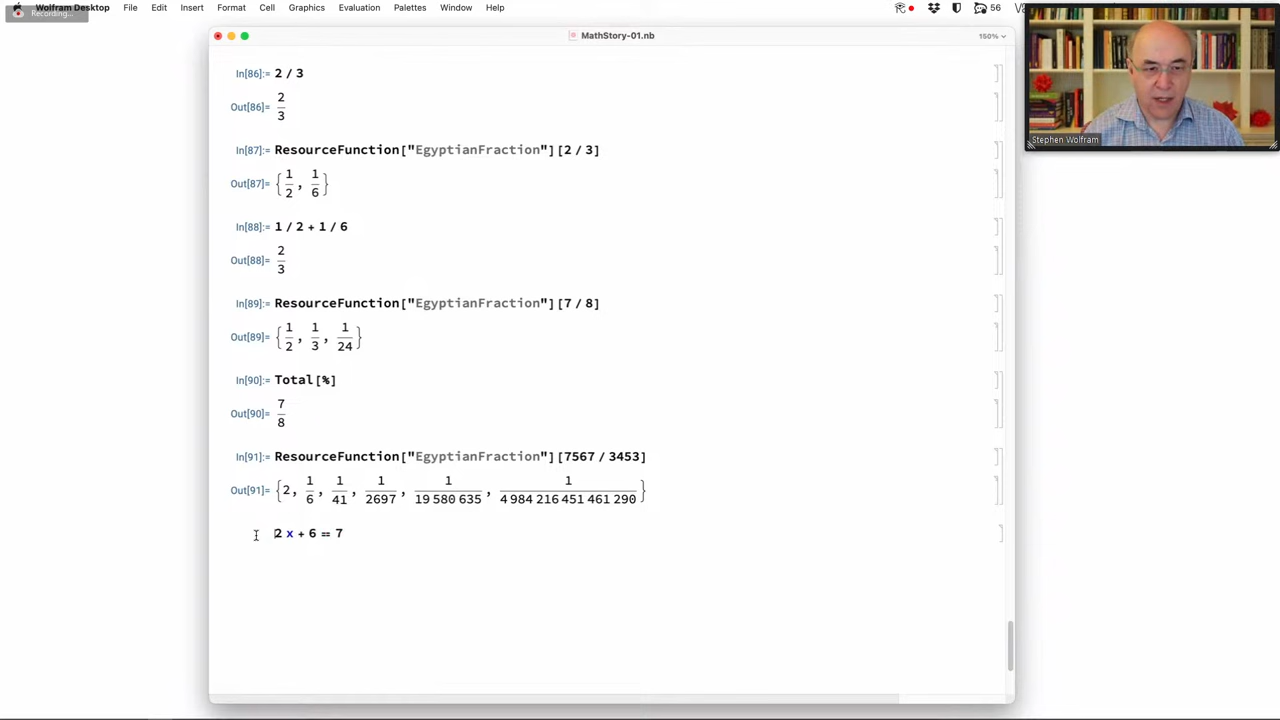 Wolfram Desktop File Edit Insert Format Graphics Evaluation Palettes Window Help 56
Recording...
MathStory-01.nb 150%
Stephen Wolfram
In[86]:= 2 / 3
Out[86]= 2/3
In[87]:= ResourceFunction["EgyptianFraction"][2 / 3]
Out[87]= {1/2, 1/6}
In[88]:= 1 / 2 + 1 / 6
Out[88]= 2/3
In[89]:= ResourceFunction["EgyptianFraction"][7 / 8]
Out[89]= {1/2, 1/3, 1/24}
In[90]:= Total[%]
Out[90]= 7/8
In[91]:= ResourceFunction["EgyptianFraction"][7567 / 3453]
Out[91]= {2, 1/6, 1/41, 1/2697, 1/19 580 635, 1/4 984 216 451 461 290}
2 x + 6 == 7